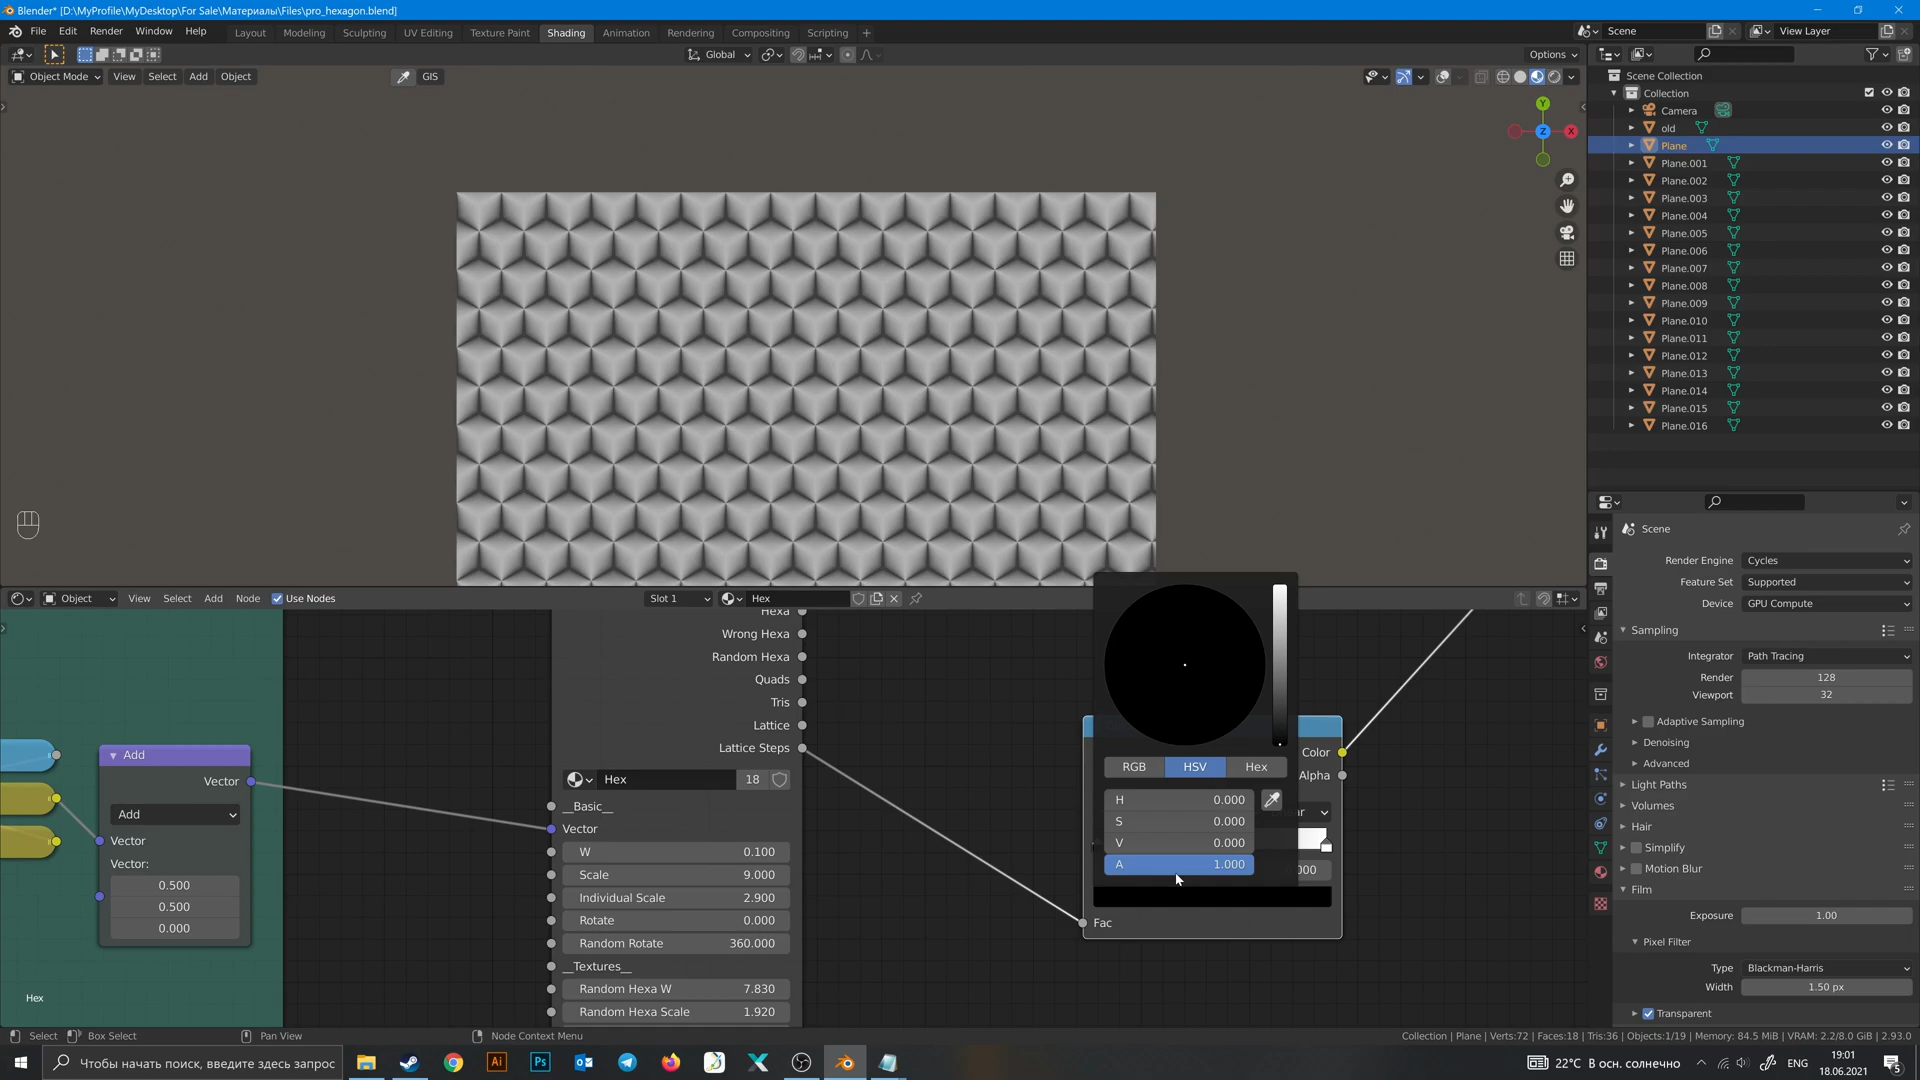 Blender* [D:\MyProfile\MyDesktop\For Sale\Материалы\Files\pro_hexagon.blend]
File Edit Render Window Help Layout Modeling Sculpting UV Editing Texture Paint Shading Animation Rendering Compositing Scripting + Scene View Layer
Global Options
Object Mode View Select Add Object GIS
Scene Collection
Collection
Camera
old
Plane
Plane.001
Plane.002
Plane.003
Plane.004
Plane.005
Plane.006
Plane.007
Plane.008
Plane.009
Plane.010
Plane.011
Plane.012
Plane.013
Plane.014
Plane.015
Plane.016
Y
Z
X
Scene
Render Engine Cycles
Feature Set Supported
Device GPU Compute
Sampling
Integrator Path Tracing
Render 128
Viewport 32
Adaptive Sampling
Denoising
Advanced
Light Paths
Volumes
Hair
Simplify
Motion Blur
Film
Exposure 1.00
Pixel Filter
Type Blackman-Harris
Width 1.50 px
Transparent
Object View Select Add Node Use Nodes Slot 1 Hex
Hexa
Wrong Hexa
Random Hexa
Quads
Tris
Lattice
Lattice Steps
Hex 18
__Basic__
Vector
W 0.100
Scale 9.000
Individual Scale 2.900
Rotate 0.000
Random Rotate 360.000
__Textures__
Random Hexa W 7.830
Random Hexa Scale 1.920
Add
Vector
Add
Vector
Vector:
0.500
0.500
0.000
Hex
Color
Alpha
RGB HSV Hex
H 0.000
S 0.000
V 0.000
A 1.000
Fac
Select Box Select Pan View Node Context Menu
Collection | Plane | Verts:72 | Faces:18 | Tris:36 | Objects:1/19 | Memory: 84.5 MiB | VRAM: 2.2/8.0 GiB | 2.93.0
Чтобы начать поиск, введите здесь запрос
Ai
Ps
22°C В осн. солнечно
ENG
19:01
18.06.2021
5